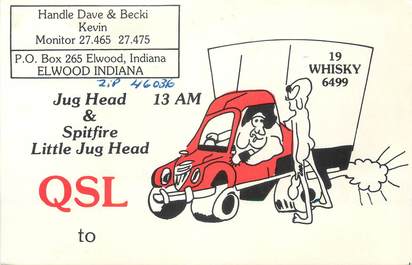 Handle Dave & Becki
Kevin
Monitor 27.465 27.475
P.O. Box 265 Elwood, Indiana
ELWOOD INDIANA
ZIP 46036
19
WHISKY
6499
Jug Head 13 AM
&
Spitfire
Little Jug Head
QSL
to